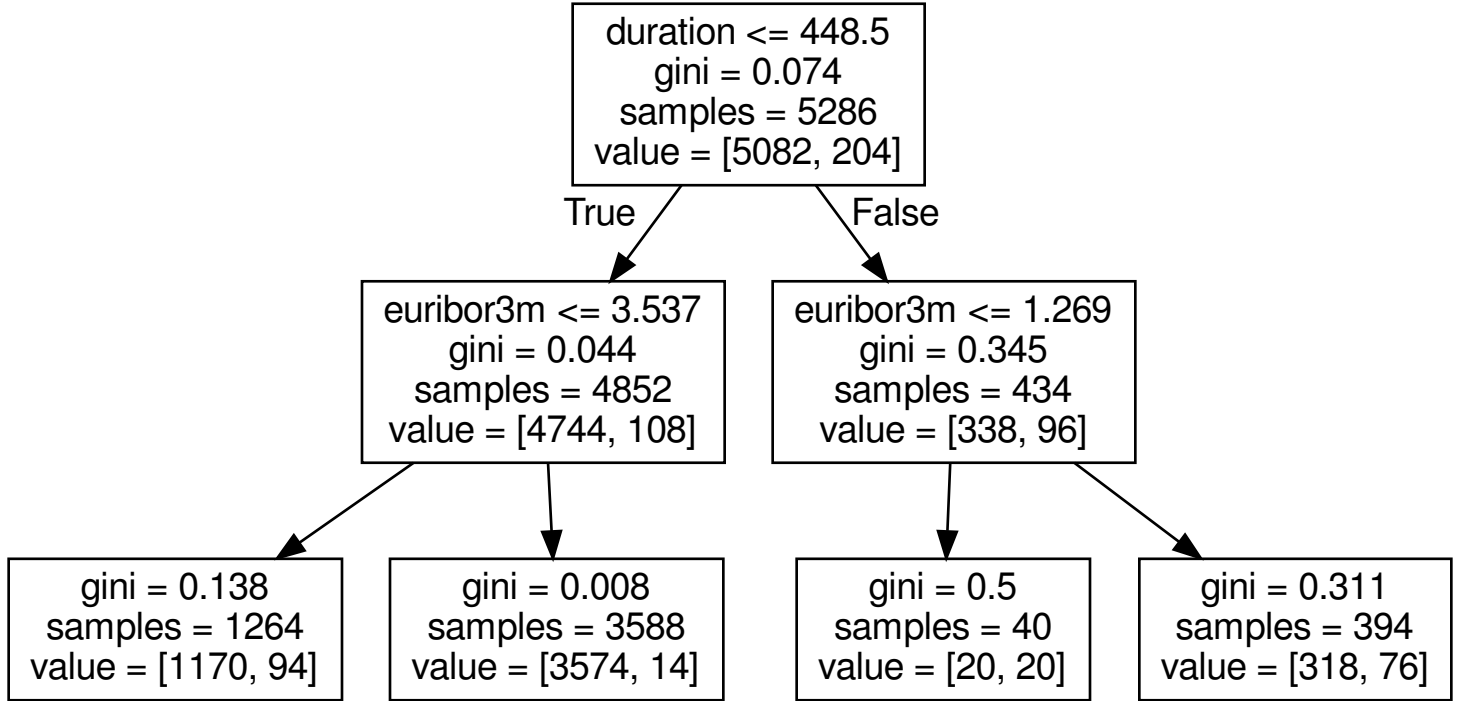 duration <= 448.5
gini = 0.074
samples = 5286
value = [5082, 204]
True
False
euribor3m <= 3.537
gini = 0.044
samples = 4852
value = [4744, 108]
euribor3m <= 1.269
gini = 0.345
samples = 434
value = [338, 96]
gini = 0.138
samples = 1264
value = [1170, 94]
gini = 0.008
samples = 3588
value = [3574, 14]
gini = 0.5
samples = 40
value = [20, 20]
gini = 0.311
samples = 394
value = [318, 76]